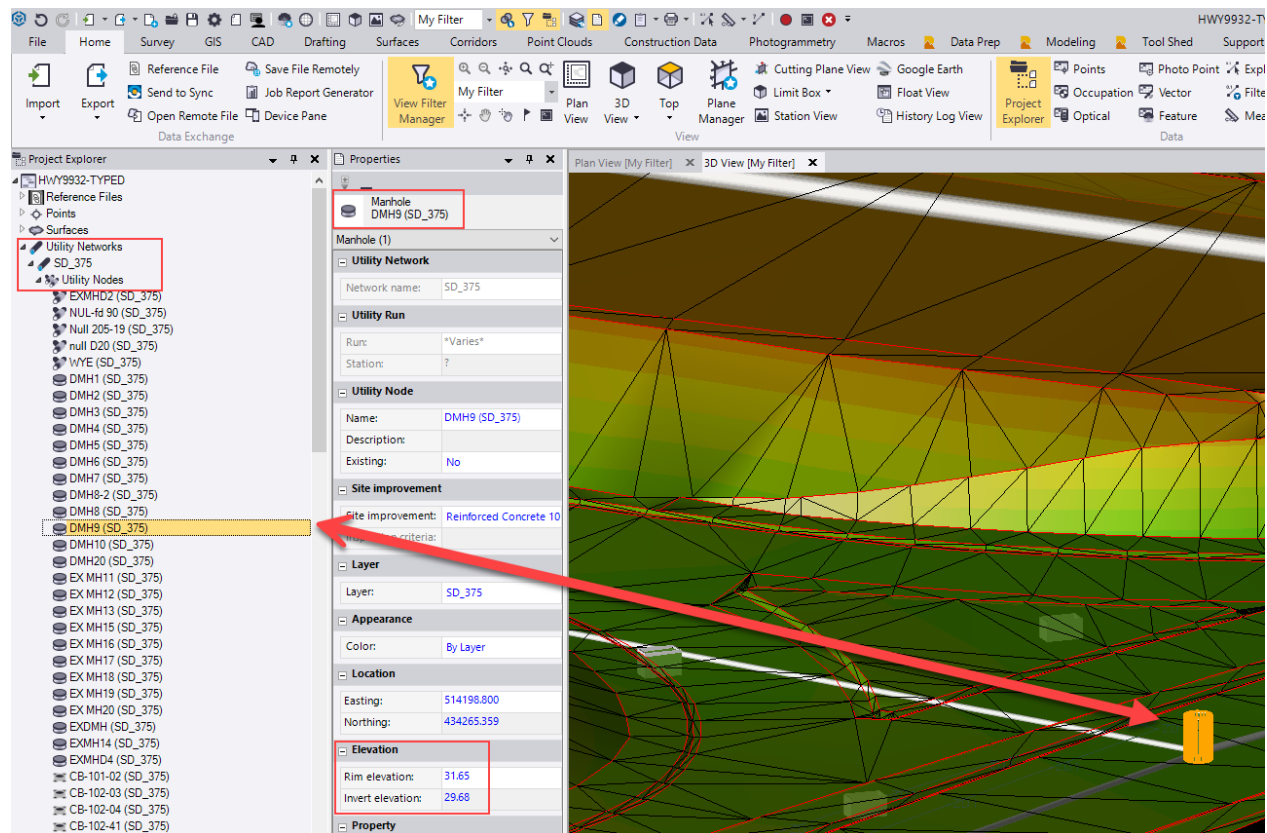 My Filter
HWY9932-TY
File Home Survey GIS CAD Drafting Surfaces Corridors Point Clouds Construction Data Photogrammetry Macros Data Prep Modeling Tool Shed Support
Import
Export
Reference File
Send to Sync
Open Remote File
Save File Remotely
Job Report Generator
Device Pane
Data Exchange
View Filter
Manager
My Filter
Plan
View
3D
View
Top
Plane
Manager
Cutting Plane View
Limit Box
Station View
Google Earth
Float View
History Log View
View
Project
Explorer
Points
Occupation
Optical
Photo Point
Vector
Feature
Expl
Filte
Mea
Data
Project Explorer
HWY9932-TYPED
Reference Files
Points
Surfaces
Utility Networks
SD_375
Utility Nodes
EXMHD2 (SD_375)
NUL-fd 90 (SD_375)
Null 205-19 (SD_375)
null D20 (SD_375)
WYE (SD_375)
DMH1 (SD_375)
DMH2 (SD_375)
DMH3 (SD_375)
DMH4 (SD_375)
DMH5 (SD_375)
DMH6 (SD_375)
DMH7 (SD_375)
DMH8-2 (SD_375)
DMH8 (SD_375)
DMH9 (SD_375)
DMH10 (SD_375)
DMH20 (SD_375)
EX MH11 (SD_375)
EX MH12 (SD_375)
EX MH13 (SD_375)
EX MH15 (SD_375)
EX MH16 (SD_375)
EX MH17 (SD_375)
EX MH18 (SD_375)
EX MH19 (SD_375)
EX MH20 (SD_375)
EXDMH (SD_375)
EXMH14 (SD_375)
EXMHD4 (SD_375)
CB-101-02 (SD_375)
CB-102-03 (SD_375)
CB-102-04 (SD_375)
CB-102-41 (SD_375)
Properties
Manhole
DMH9 (SD_375)
Manhole (1)
Utility Network
Network name: SD_375
Utility Run
Run: *Varies*
Station: ?
Utility Node
Name: DMH9 (SD_375)
Description:
Existing: No
Site improvement
Site improvement: Reinforced Concrete 10
criteria:
Layer
Layer: SD_375
Appearance
Color: By Layer
Location
Easting: 514198.800
Northing: 434265.359
Elevation
Rim elevation: 31.65
Invert elevation: 29.68
Property
Plan View [My Filter]
3D View [My Filter]